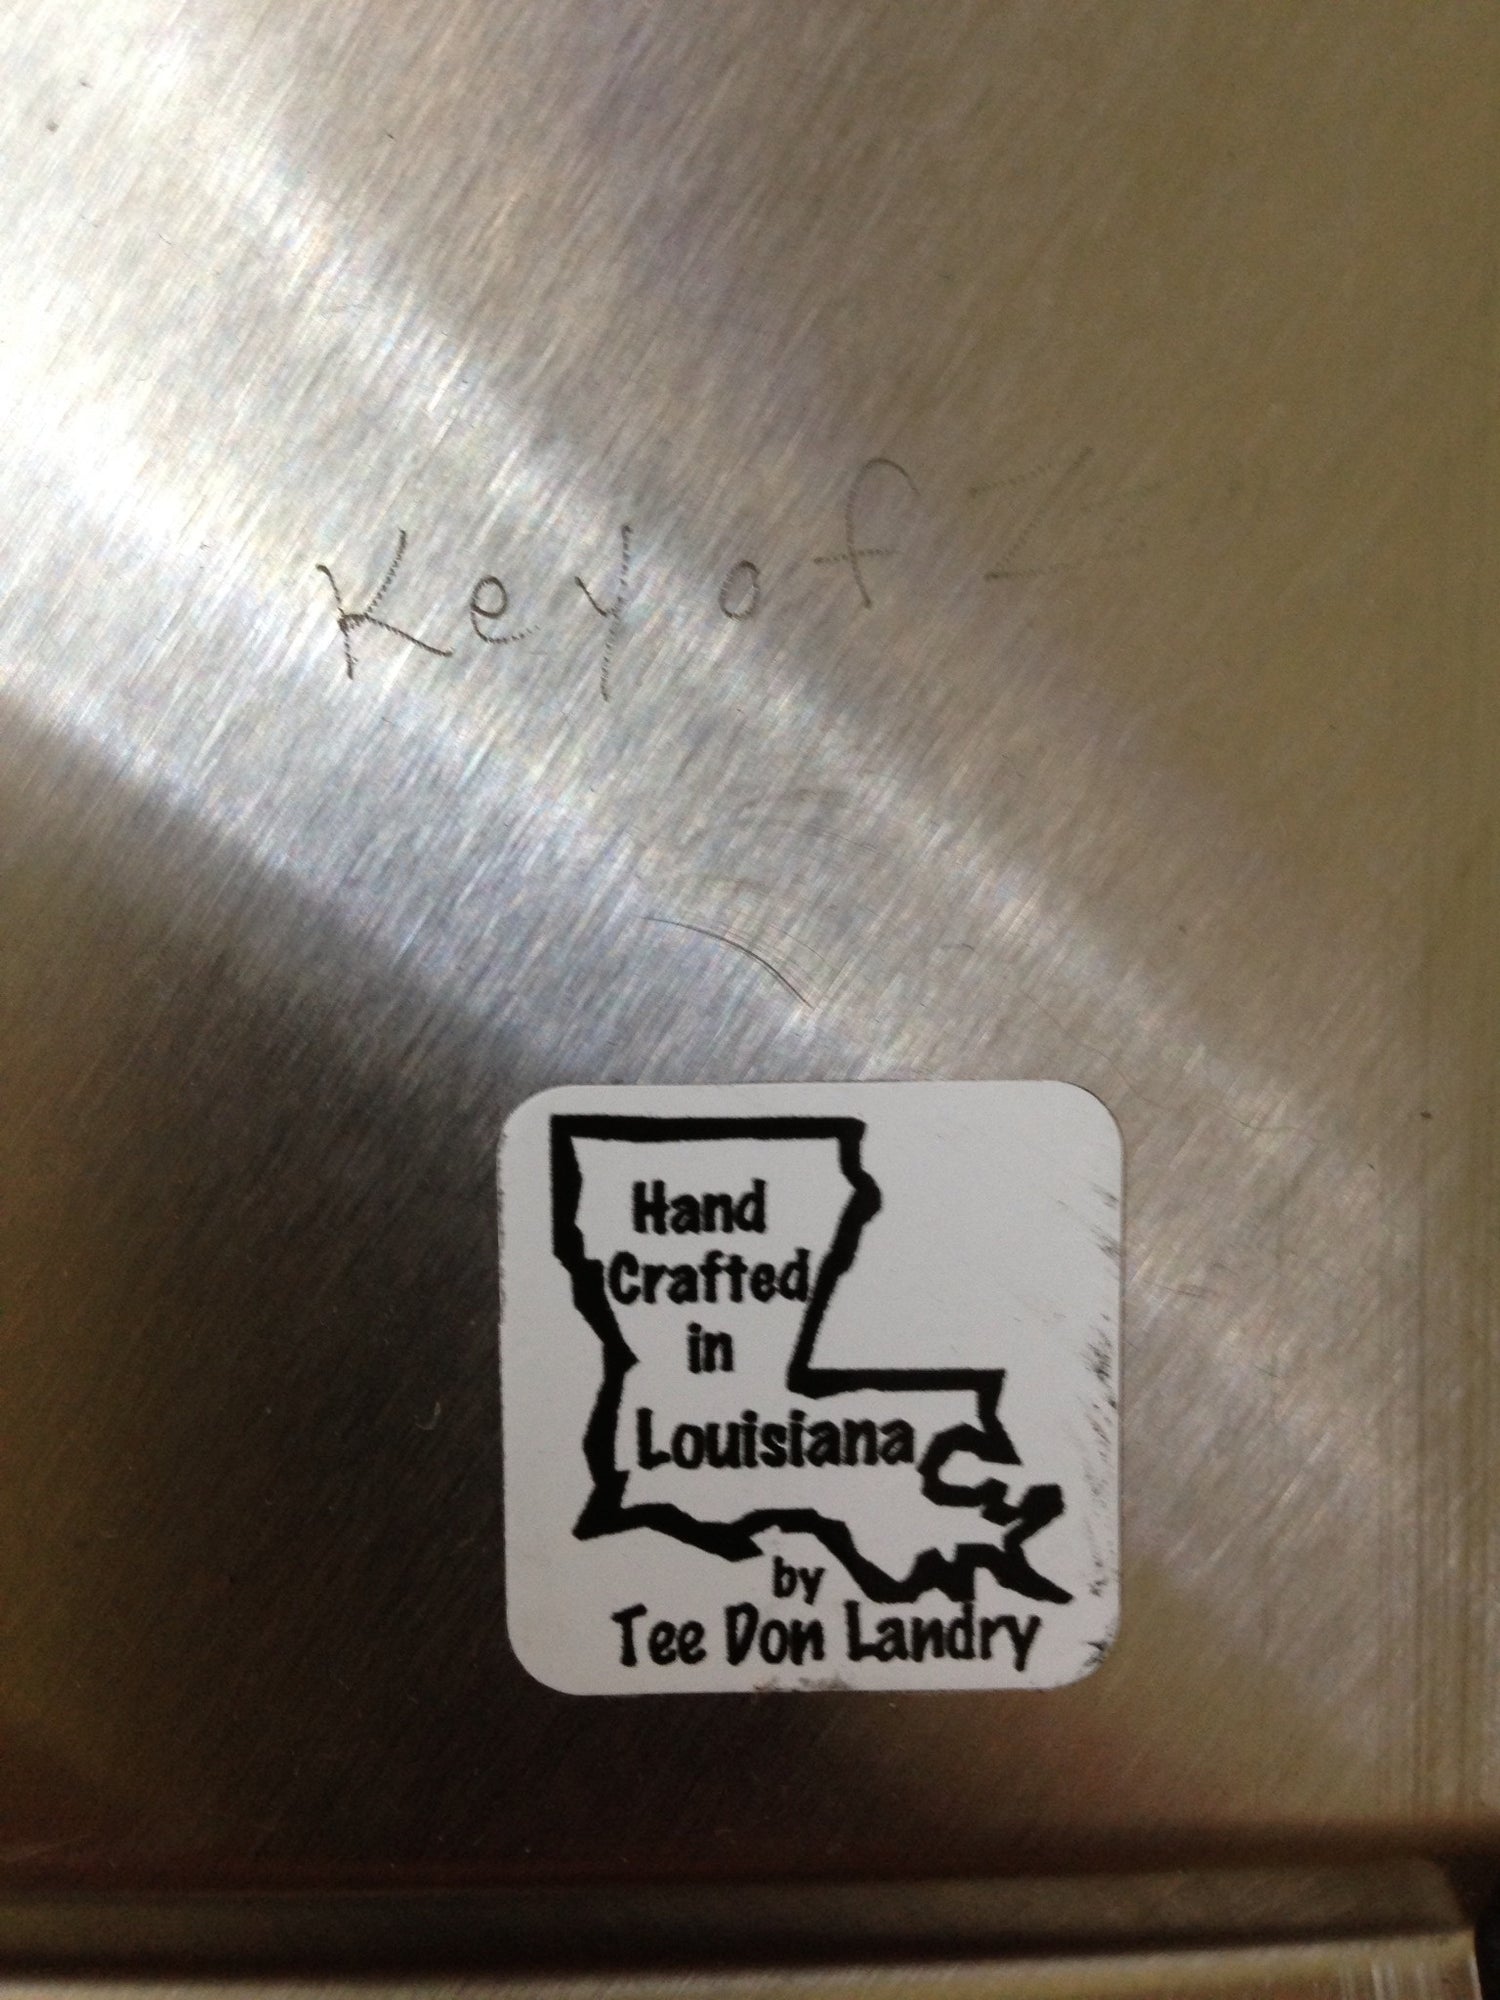 Key of Z
Hand
Crafted
in
Louisiana
by
Tee Don Landry